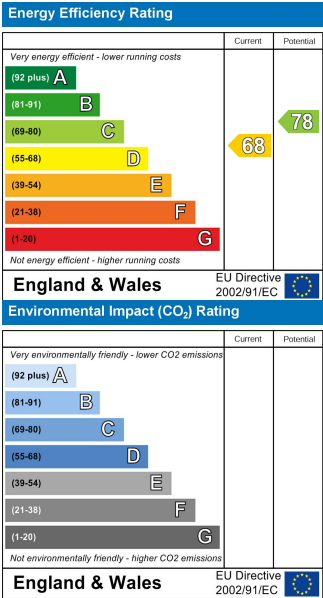 Energy Efficiency Rating
Current Potential
Very energy efficient - lower running costs
(92 plus) A
(81-91) B
(69-80) C
(55-68) D
(39-54) E
(21-38) F
(1-20) G
68
78
Not energy efficient - higher running costs
England & Wales
EU Directive
2002/91/EC
Environmental Impact (CO₂) Rating
Current Potential
Very environmentally friendly - lower CO2 emissions
(92 plus) A
(81-91) B
(69-80) C
(55-68) D
(39-54) E
(21-38) F
(1-20) G
Not environmentally friendly - higher CO2 emissions
England & Wales
EU Directive
2002/91/EC